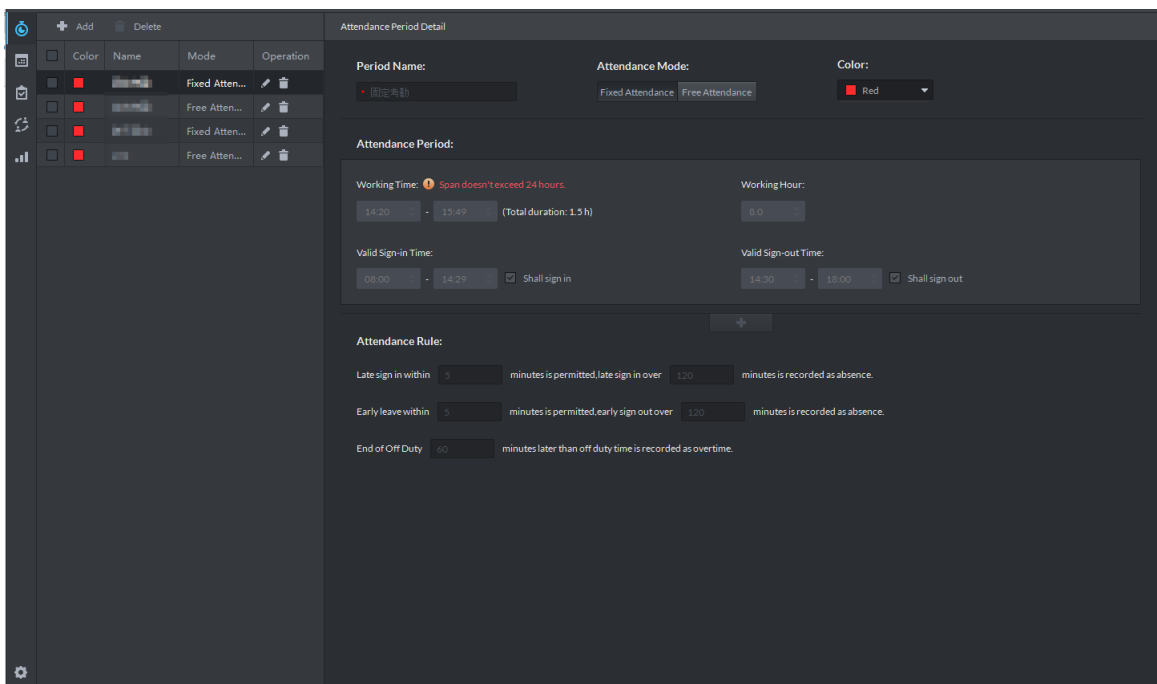 Add Delete
Color Name Mode Operation
Fixed Atten...
Free Atten...
Fixed Atten...
Free Atten...
Attendance Period Detail
Period Name: Attendance Mode: Color:
* 固定考勤 Fixed Attendance Free Attendance Red
Attendance Period:
Working Time: Span doesn't exceed 24 hours. Working Hour:
14:20 - 15:49 (Total duration: 1.5 h) 8.0
Valid Sign-in Time: Valid Sign-out Time:
08:00 - 14:29 Shall sign in 14:30 - 18:00 Shall sign out
Attendance Rule:
Late sign in within 5 minutes is permitted,late sign in over 120 minutes is recorded as absence.
Early leave within 5 minutes is permitted,early sign out over 120 minutes is recorded as absence.
End of Off Duty 60 minutes later than off duty time is recorded as overtime.